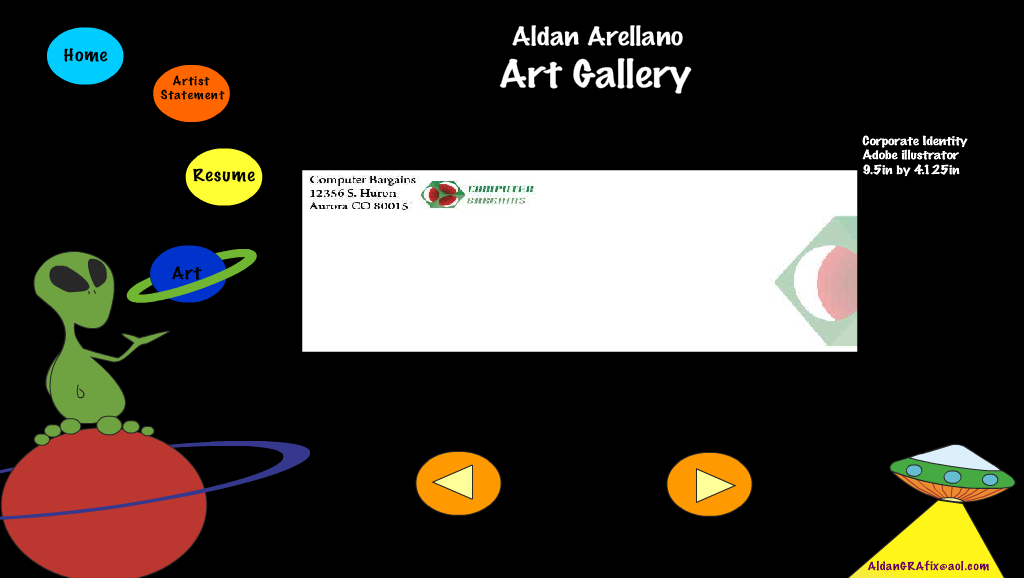 Home
Artist
Statement
Resume
Art
Aldan Arellano
Art Gallery
Corporate Identity
Adobe illustrator
9.5in by 4.125in
Computer Bargains
12356 S. Huron
Aurora CO 80015
COMPUTER
BARGAINS
AldanGRAfix@aol.com